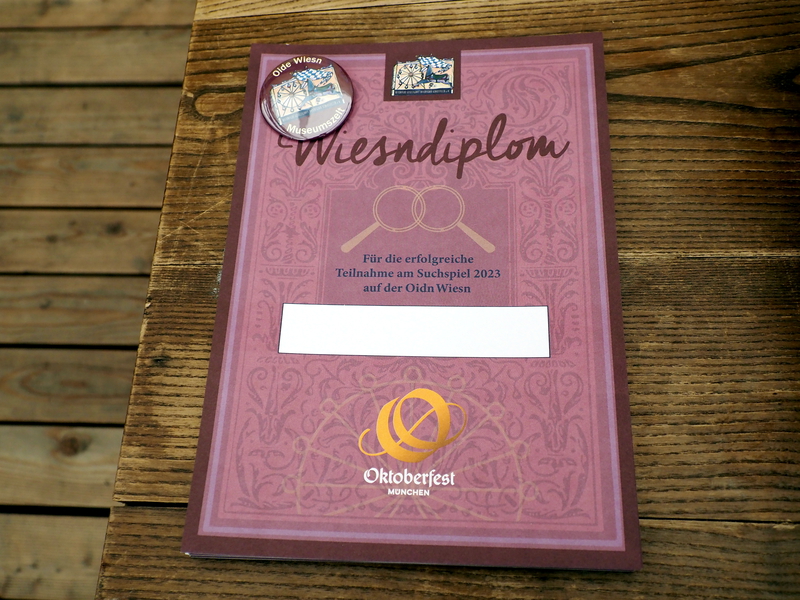 Oide Wiesn
Museumszelt
Wiesndiplom
Für die erfolgreiche
Teilnahme am Suchspiel 2023
auf der Oidn Wiesn
Oktoberfest
MÜNCHEN